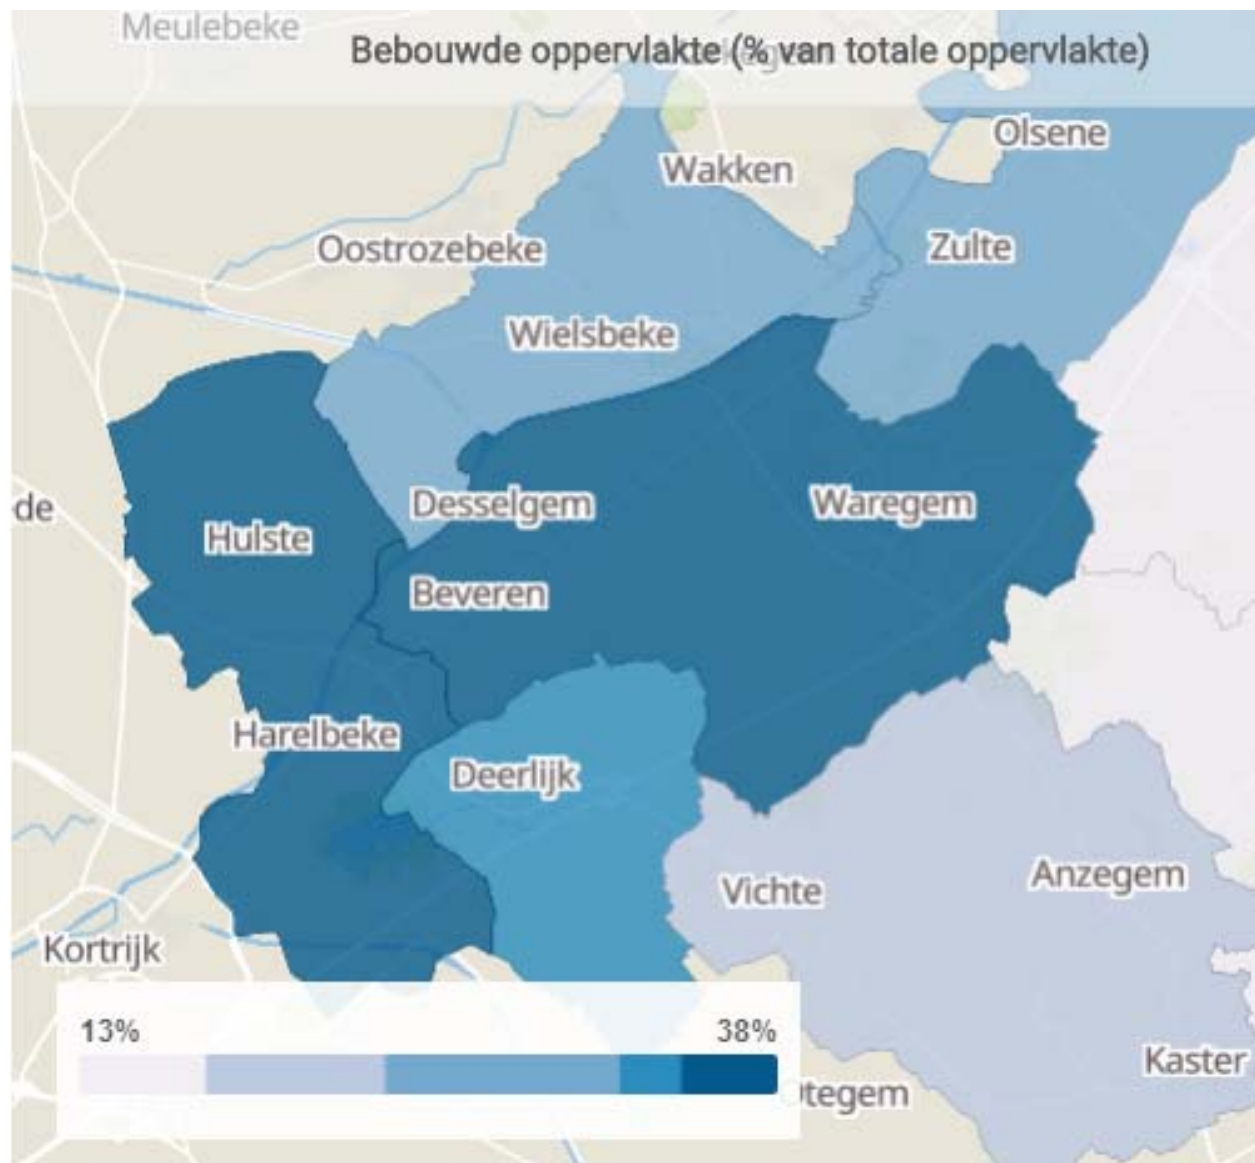 Meulebeke
Bebouwde oppervlakte (% van totale oppervlakte)
Olsene
Wakken
Oostrozebeke
Zulte
Wielsbeke
Desselgem
Waregem
de
Hulste
Beveren
Harelbeke
Deerlijk
Vichte
Anzegem
Kortrijk
13%
38%
Kaster
Otegem